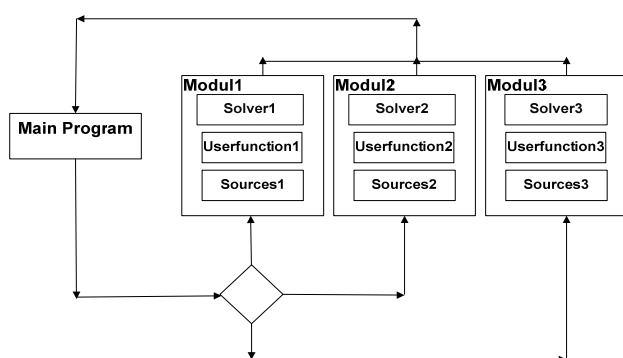 Main Program
Modul1
Solver1
Userfunction1
Sources1
Modul2
Solver2
Userfunction2
Sources2
Modul3
Solver3
Userfunction3
Sources3